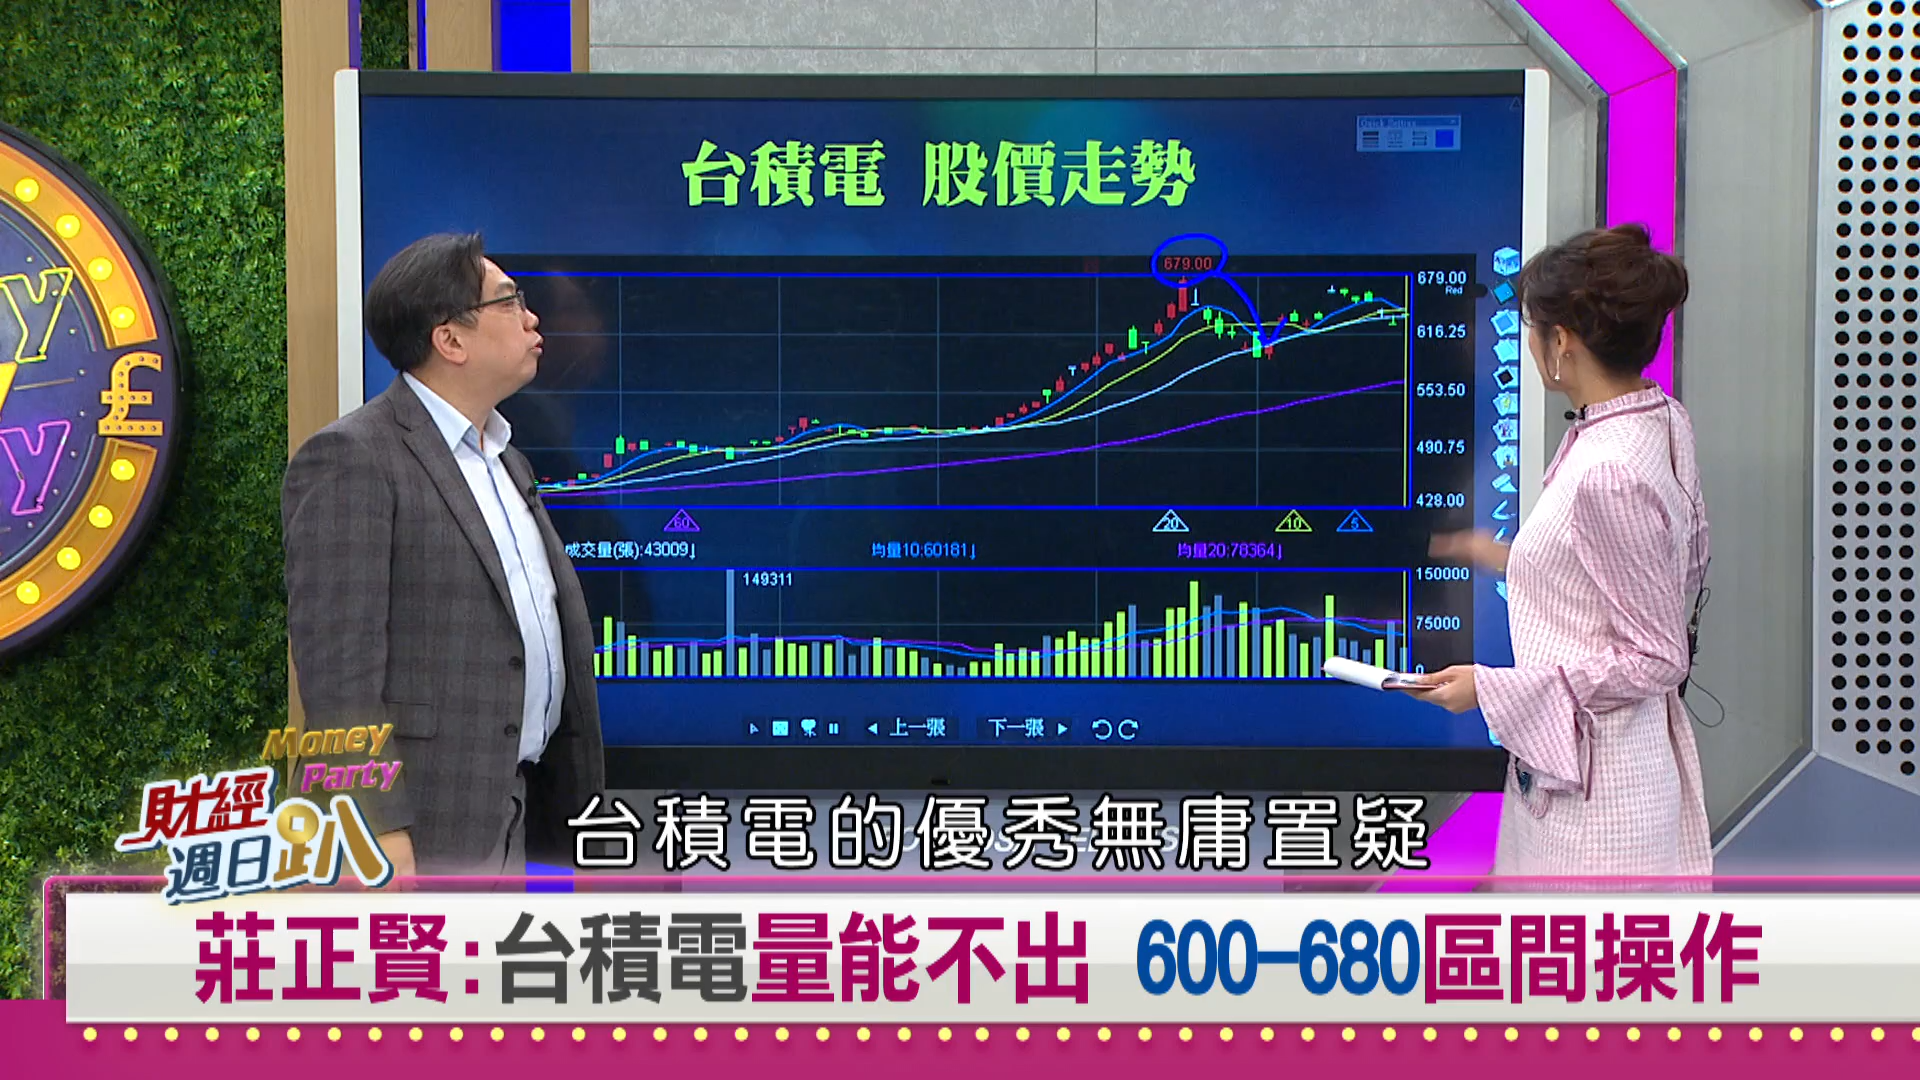 台積電 股價走勢
Quick Setting
679.00
679.00
Red
616.25
553.50
490.75
428.00
60
20
10
5
成交量(張):43009↓
均量10:60181↓
均量20:78364↓
149311
150000
75000
0
上一張
下一張
Money
Party
財經
週日趴
台積電的優秀無庸置疑
莊正賢:台積電量能不出 600-680區間操作